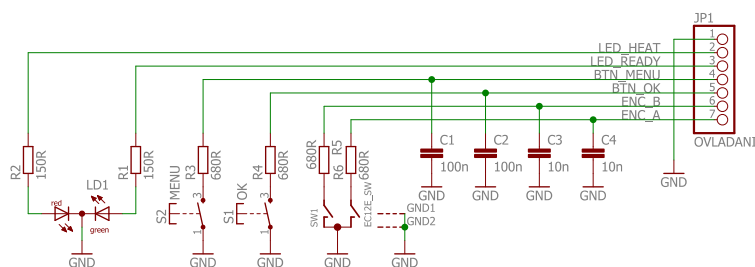 JP1
1
LED_HEAT 2
LED_READY 3
BTN_MENU 4
BTN_OK 5
ENC_B 6
ENC_A 7
OVLADANI
R2 150R
R1 150R
R3 680R
R4 680R
680R R5
R6 680R
C1 100n
C2 100n
C3 10n
C4 10n
GND GND GND GND GND
LD1
red
green
S2 MENU 3 1
S1 OK 3 1
SW1
EC12E_SW
GND1
GND2
GND GND GND GND GND